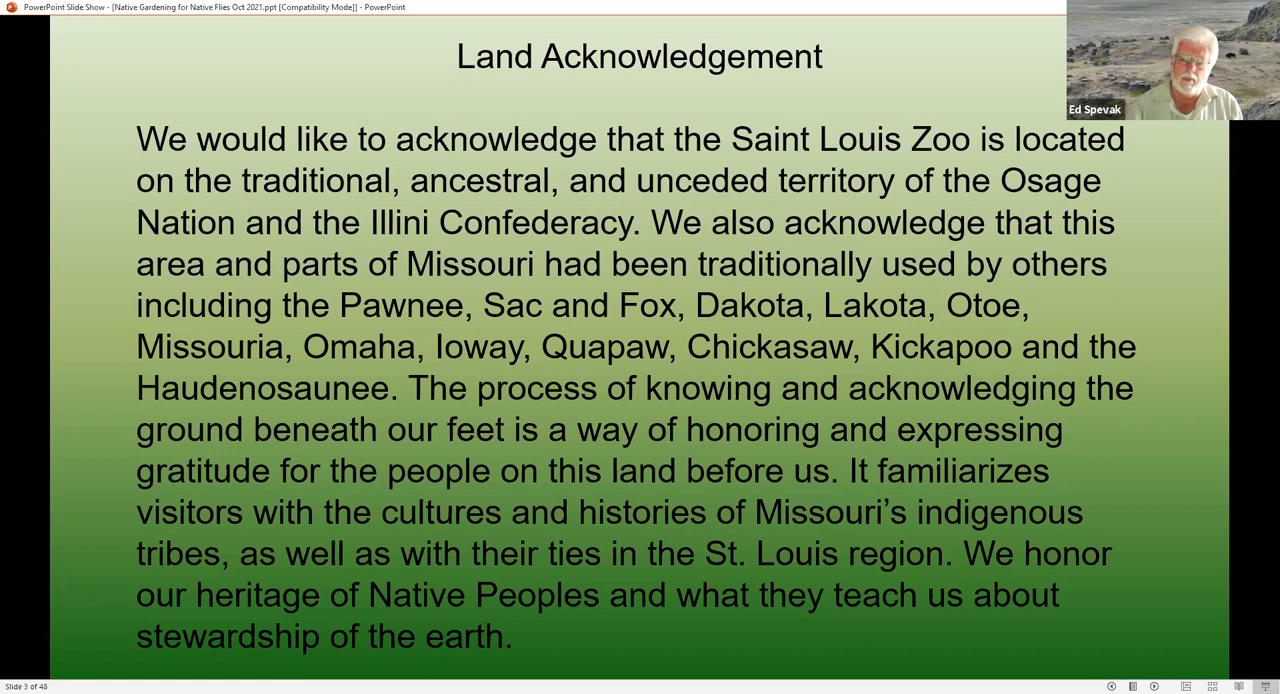 PowerPoint Slide Show - [Native Gardening for Native Flies Oct 2021.ppt [Compatibility Mode]] - PowerPoint
Land Acknowledgement
Ed Spevak
We would like to acknowledge that the Saint Louis Zoo is located
on the traditional, ancestral, and unceded territory of the Osage
Nation and the Illini Confederacy. We also acknowledge that this
area and parts of Missouri had been traditionally used by others
including the Pawnee, Sac and Fox, Dakota, Lakota, Otoe,
Missouria, Omaha, Ioway, Quapaw, Chickasaw, Kickapoo and the
Haudenosaunee. The process of knowing and acknowledging the
ground beneath our feet is a way of honoring and expressing
gratitude for the people on this land before us. It familiarizes
visitors with the cultures and histories of Missouri’s indigenous
tribes, as well as with their ties in the St. Louis region. We honor
our heritage of Native Peoples and what they teach us about
stewardship of the earth.
Slide 3 of 48